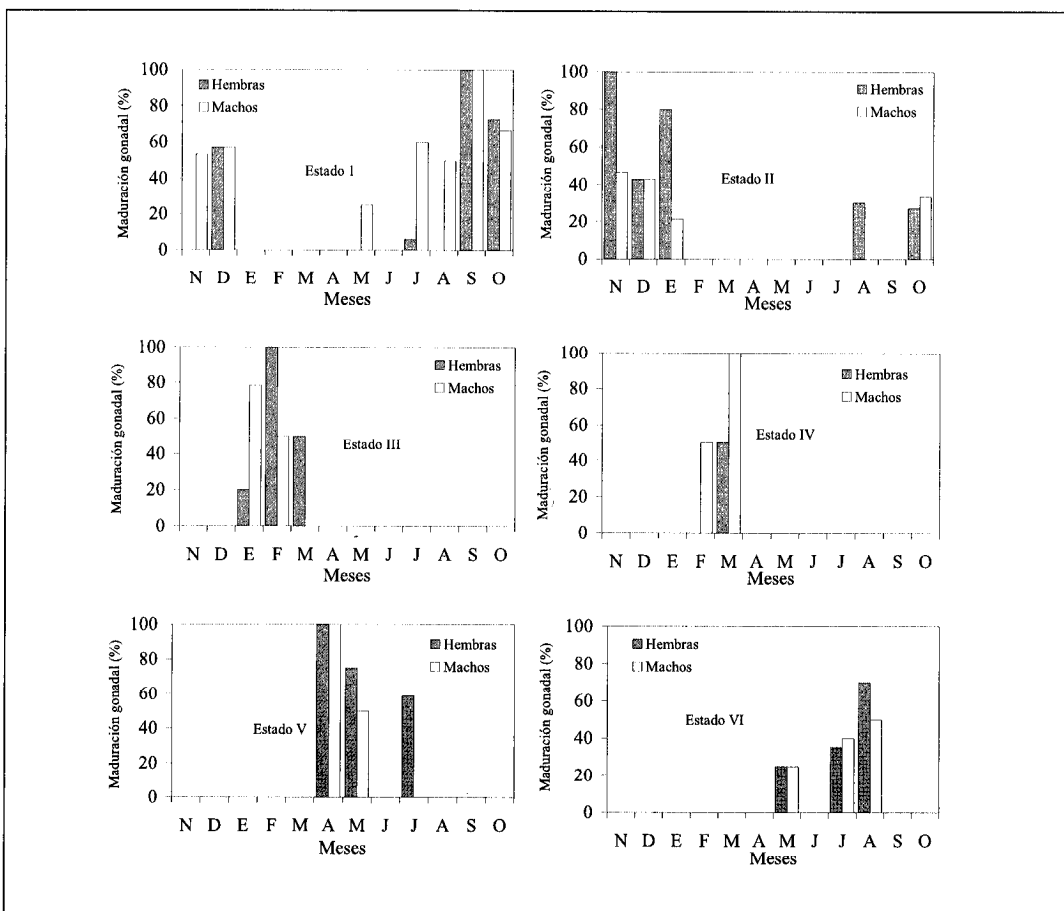 Maduración gonadal (%)
100
80
60
40
20
0
Hembras
Machos
Estado I
N D E F M A M J J A S O
Meses
Maduración gonadal (%)
100
80
60
40
20
0
Hembras
Machos
Estado II
N D E F M A M J J A S O
Meses
Maduración gonadal (%)
100
80
60
40
20
0
Hembras
Machos
Estado III
N D E F M A M J J A S O
Meses
Maduración gonadal (%)
100
80
60
40
20
0
Hembras
Machos
Estado IV
N D E F M A M J J A S O
Meses
Maduración gonadal (%)
100
80
60
40
20
0
Hembras
Machos
Estado V
N D E F M A M J J A S O
Meses
Maduración gonadal (%)
100
80
60
40
20
0
Hembras
Machos
Estado VI
N D E F M A M J J A S O
Meses